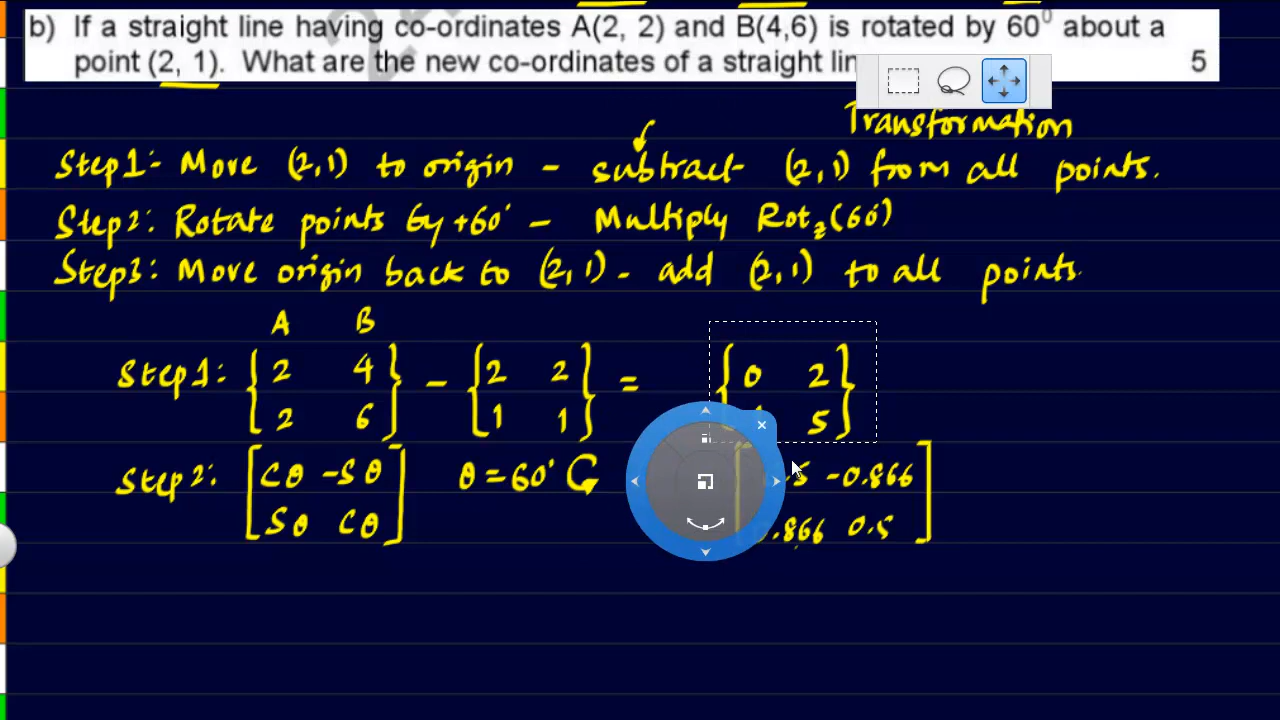 b) If a straight line having co-ordinates A(2, 2) and B(4,6) is rotated by 60⁰ about a
point (2, 1). What are the new co-ordinates of a straight lin 5
Transformation
Step1:- Move (2,1) to origin - subtract (2,1) from all points.
Step2: Rotate points by +60° - Multiply Rot_z(60°)
Step3: Move origin back to (2,1) - add (2,1) to all points.
A B
Step1: { 2 4 } - { 2 2 } = { 0 2 }
2 6 1 1 5
Step2: [ Cθ -Sθ ] θ = 60° -0.866
Sθ Cθ .866 0.5